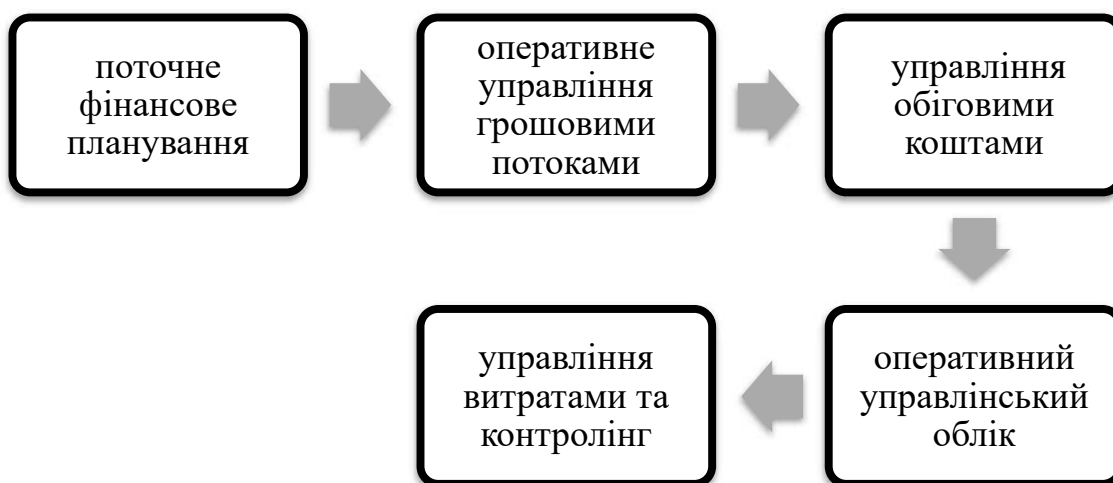 поточне
фінансове
планування
оперативне
управління
грошовими
потоками
управління
обіговими
коштами
оперативний
управлінський
облік
управління
витратами та
контролінг